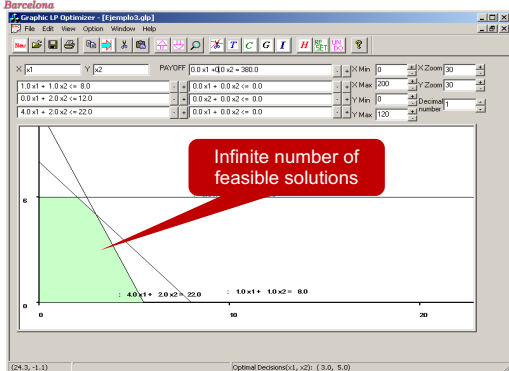 Barcelona
Graphic LP Optimizer - [Ejemplo3.glp]
File Edit View Option Window Help
New T C G I H RESET UNDO ?
X x1 Y x2 PAYOFF 0.0 x1 +0.0 x2 = 380.0 - + X Min 0 X Zoom 30
1.0 x1 + 1.0 x2 <= 8.0 - + 0.0 x1 + 0.0 x2 <= 0.0 - + X Max 200 Y Zoom 30
0.0 x1 + 2.0 x2 <= 12.0 - + 0.0 x2 + 0.0 x2 <= 0.0 - + Y Min 0 Decimal number 1
4.0 x1 + 2.0 x2 <= 22.0 - + 0.0 x1 + 0.0 x2 <= 0.0 - + Y Max 120
Infinite number of
feasible solutions
6
: 4.0 x1 + 2.0 x2 = 22.0 : 1.0 x1 + 1.0 x2 = 8.0
0
0 10 20
(24.3, -1.1) Optimal Decisions(x1, x2): ( 3.0, 5.0)